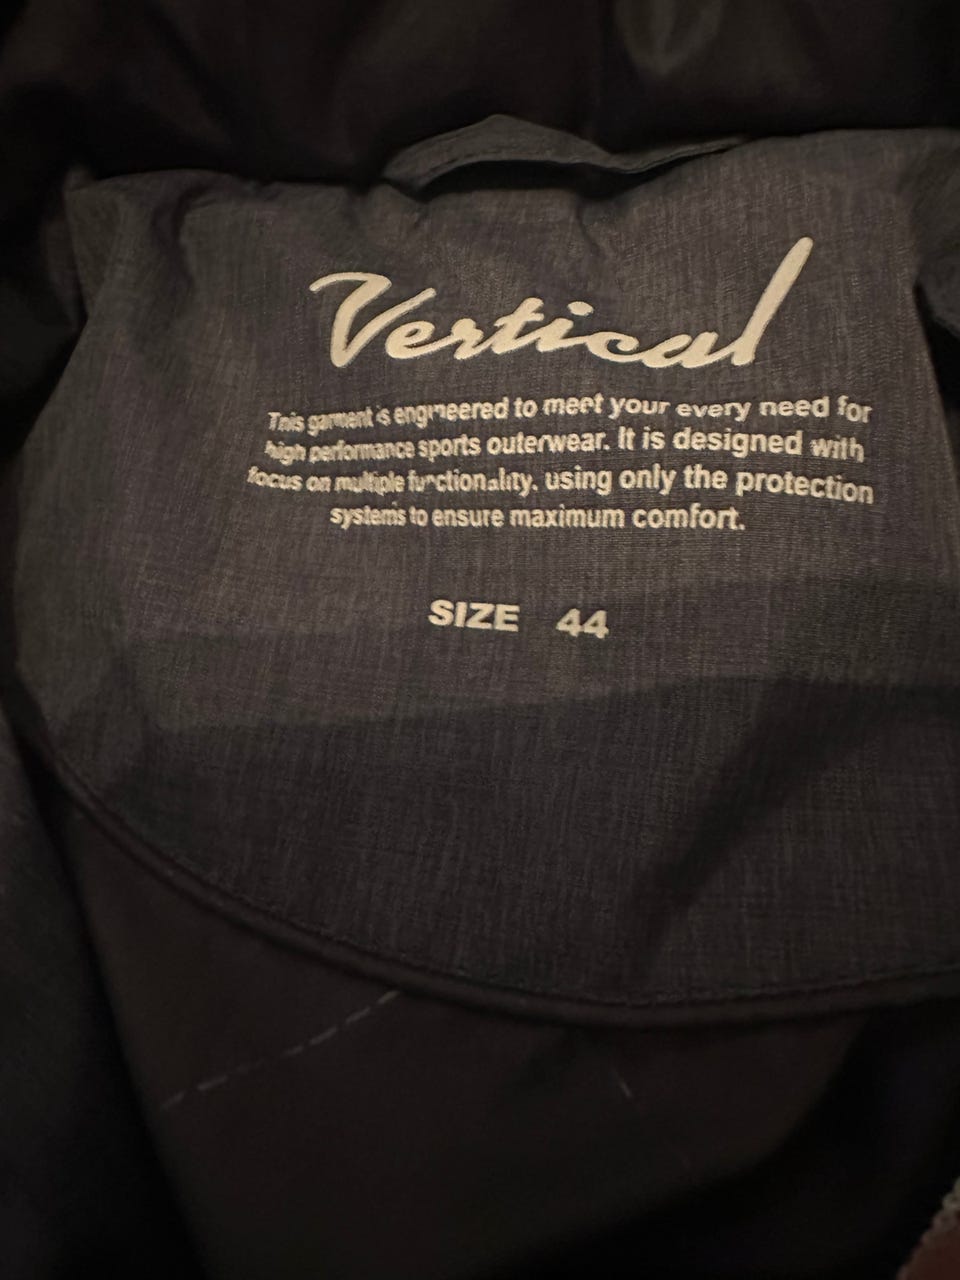 Vertical
This garment is engineered to meet your every need for
high performance sports outerwear. It is designed with
focus on multiple functionality, using only the protection
systems to ensure maximum comfort.
SIZE 44